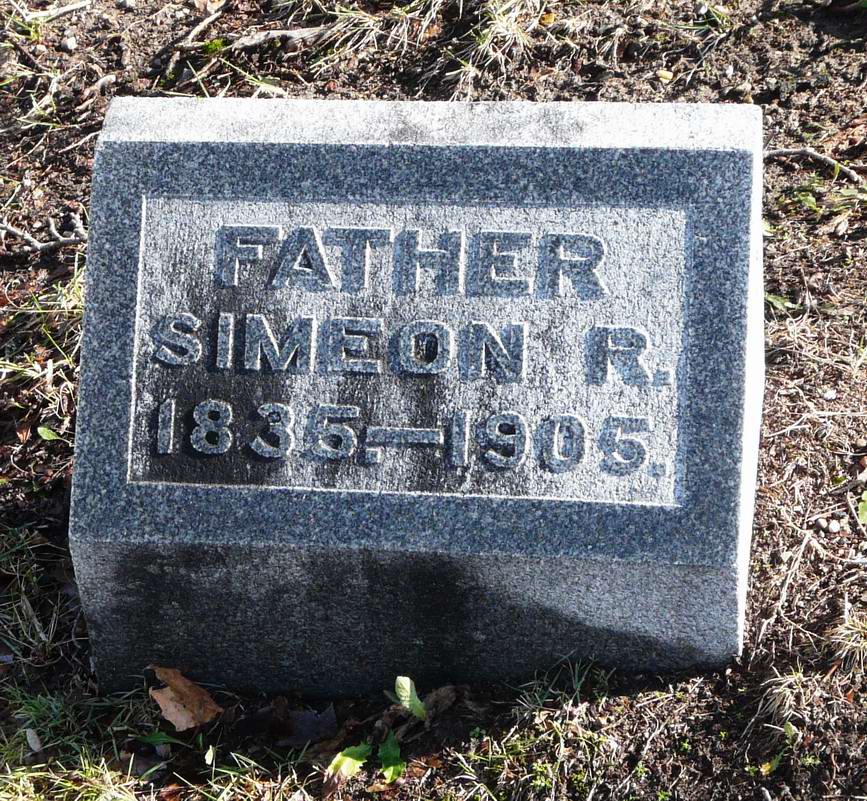 FATHER
SIMEON R.
1835.—1905.